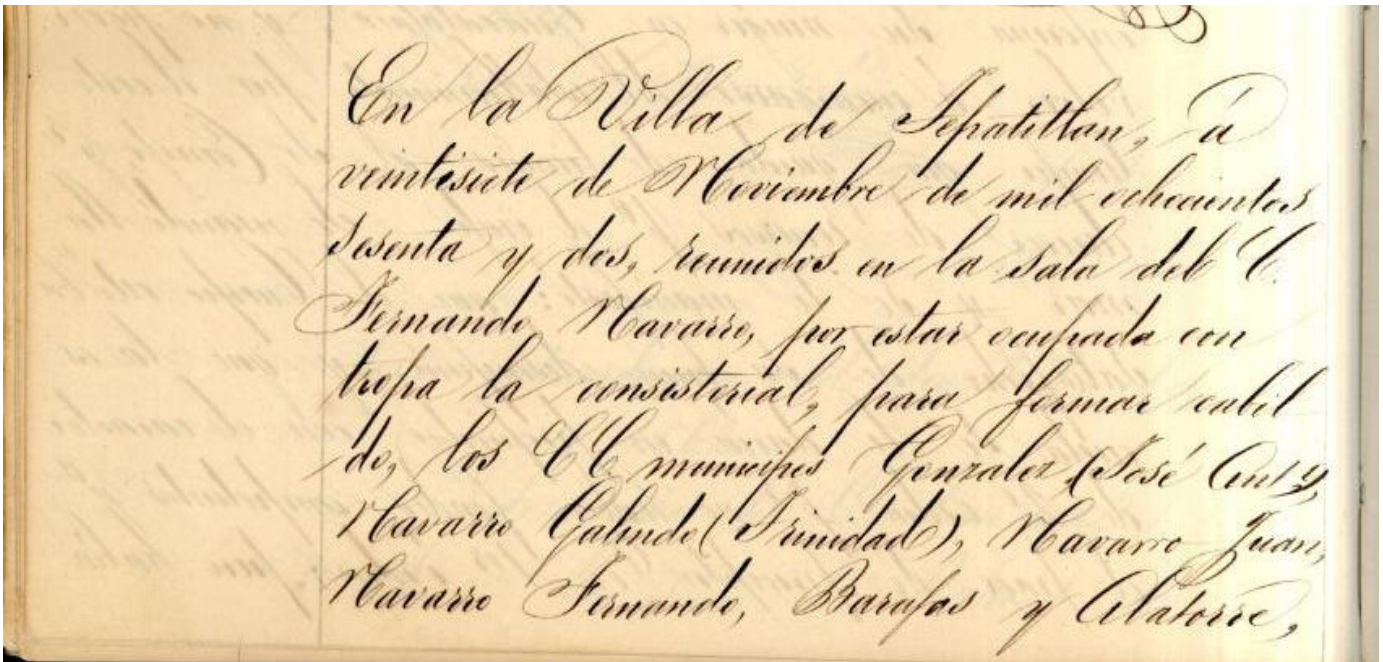 En la Villa de Tepatitlan, á
veintisiete de Noviembre de mil ochocientos
sesenta y dos, reunidos en la sala del C.
Fernando Navarro, por estar ocupada con
tropa la consistorial, para formar cabil
do, los CC municipes Gonzalez (José Ant.º),
Navarro Galindo (Trinidad), Navarro Juan,
Navarro Fernando, Barajas y Alatorre,